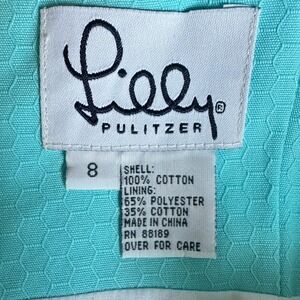 Lilly®
PULITZER
8
SHELL:
100% COTTON
LINING:
65% POLYESTER
35% COTTON
MADE IN CHINA
RN 88189
OVER FOR CARE